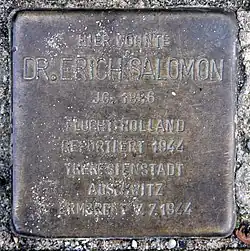 HIER WOHNTE
DR. ERICH SALOMON
JG. 1886
FLUCHT HOLLAND
DEPORTIERT 1944
THERESIENSTADT
AUSCHWITZ
ERMORDET 7.7.1944